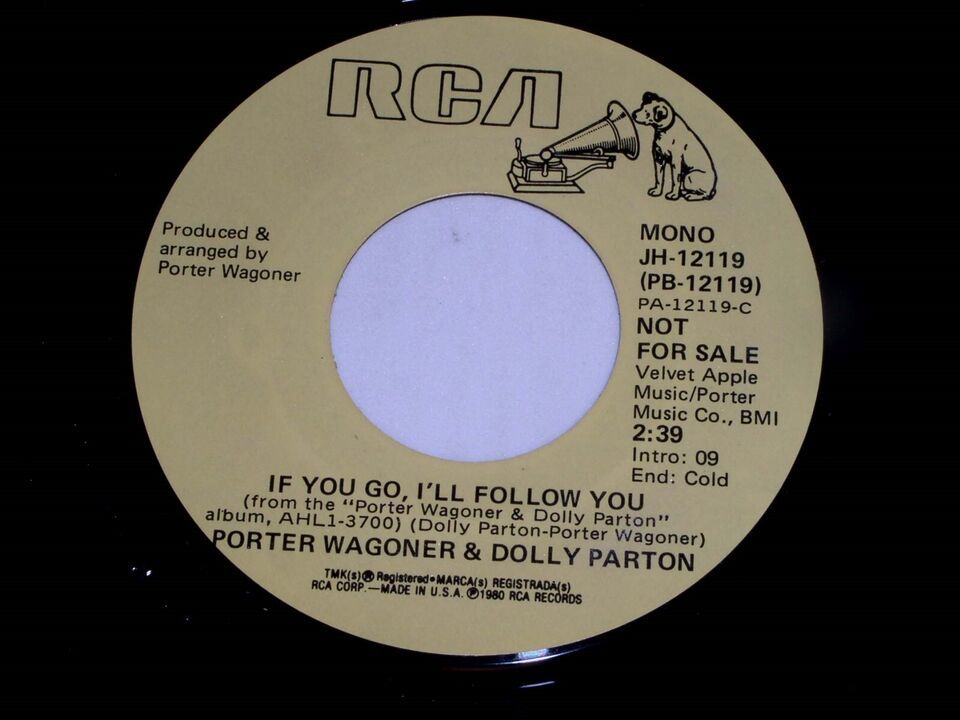 RCA
Produced &
arranged by
Porter Wagoner
MONO
JH-12119
(PB-12119)
PA-12119-C
NOT
FOR SALE
Velvet Apple
Music/Porter
Music Co., BMI
2:39
Intro: 09
End: Cold
IF YOU GO, I'LL FOLLOW YOU
(from the "Porter Wagoner & Dolly Parton"
album, AHL1-3700) (Dolly Parton-Porter Wagoner)
PORTER WAGONER & DOLLY PARTON
TMK(s) ® Registered • MARCA(s) REGISTRADA(s)
RCA CORP.—MADE IN U.S.A. ℗ 1980 RCA RECORDS